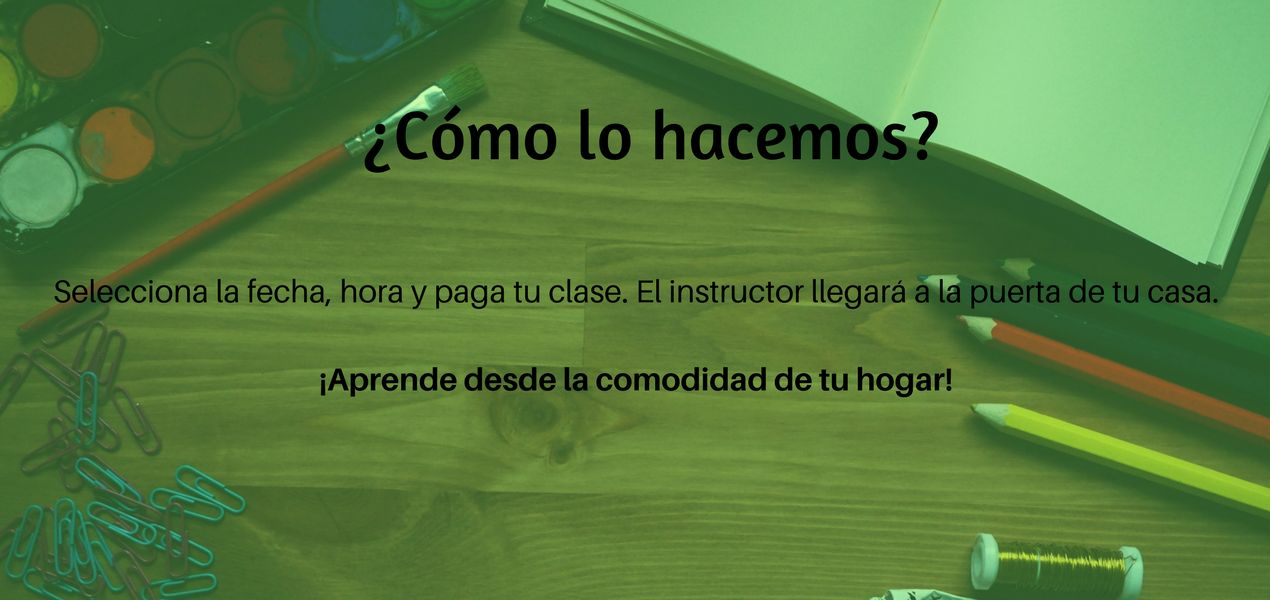 ¿Cómo lo hacemos?
Selecciona la fecha, hora y paga tu clase. El instructor llegará a la puerta de tu casa.
¡Aprende desde la comodidad de tu hogar!